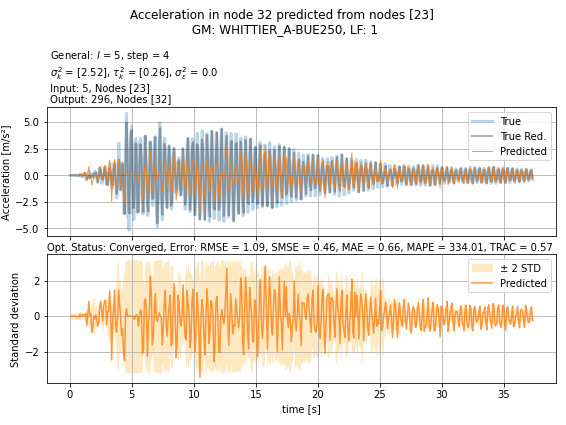 Acceleration in node 32 predicted from nodes [23]
GM: WHITTIER_A-BUE250, LF: 1
General: l = 5, step = 4
σ²ₖ = [2.52], τ²ₖ = [0.26], σ²ε = 0.0
Input: 5, Nodes [23]
Output: 296, Nodes [32]
Acceleration [m/s²]
5.0
2.5
0.0
−2.5
−5.0
True
True Red.
Predicted
Opt. Status: Converged, Error: RMSE = 1.09, SMSE = 0.46, MAE = 0.66, MAPE = 334.01, TRAC = 0.57
Standard deviation
2
0
−2
± 2 STD
Predicted
0 5 10 15 20 25 30 35
time [s]